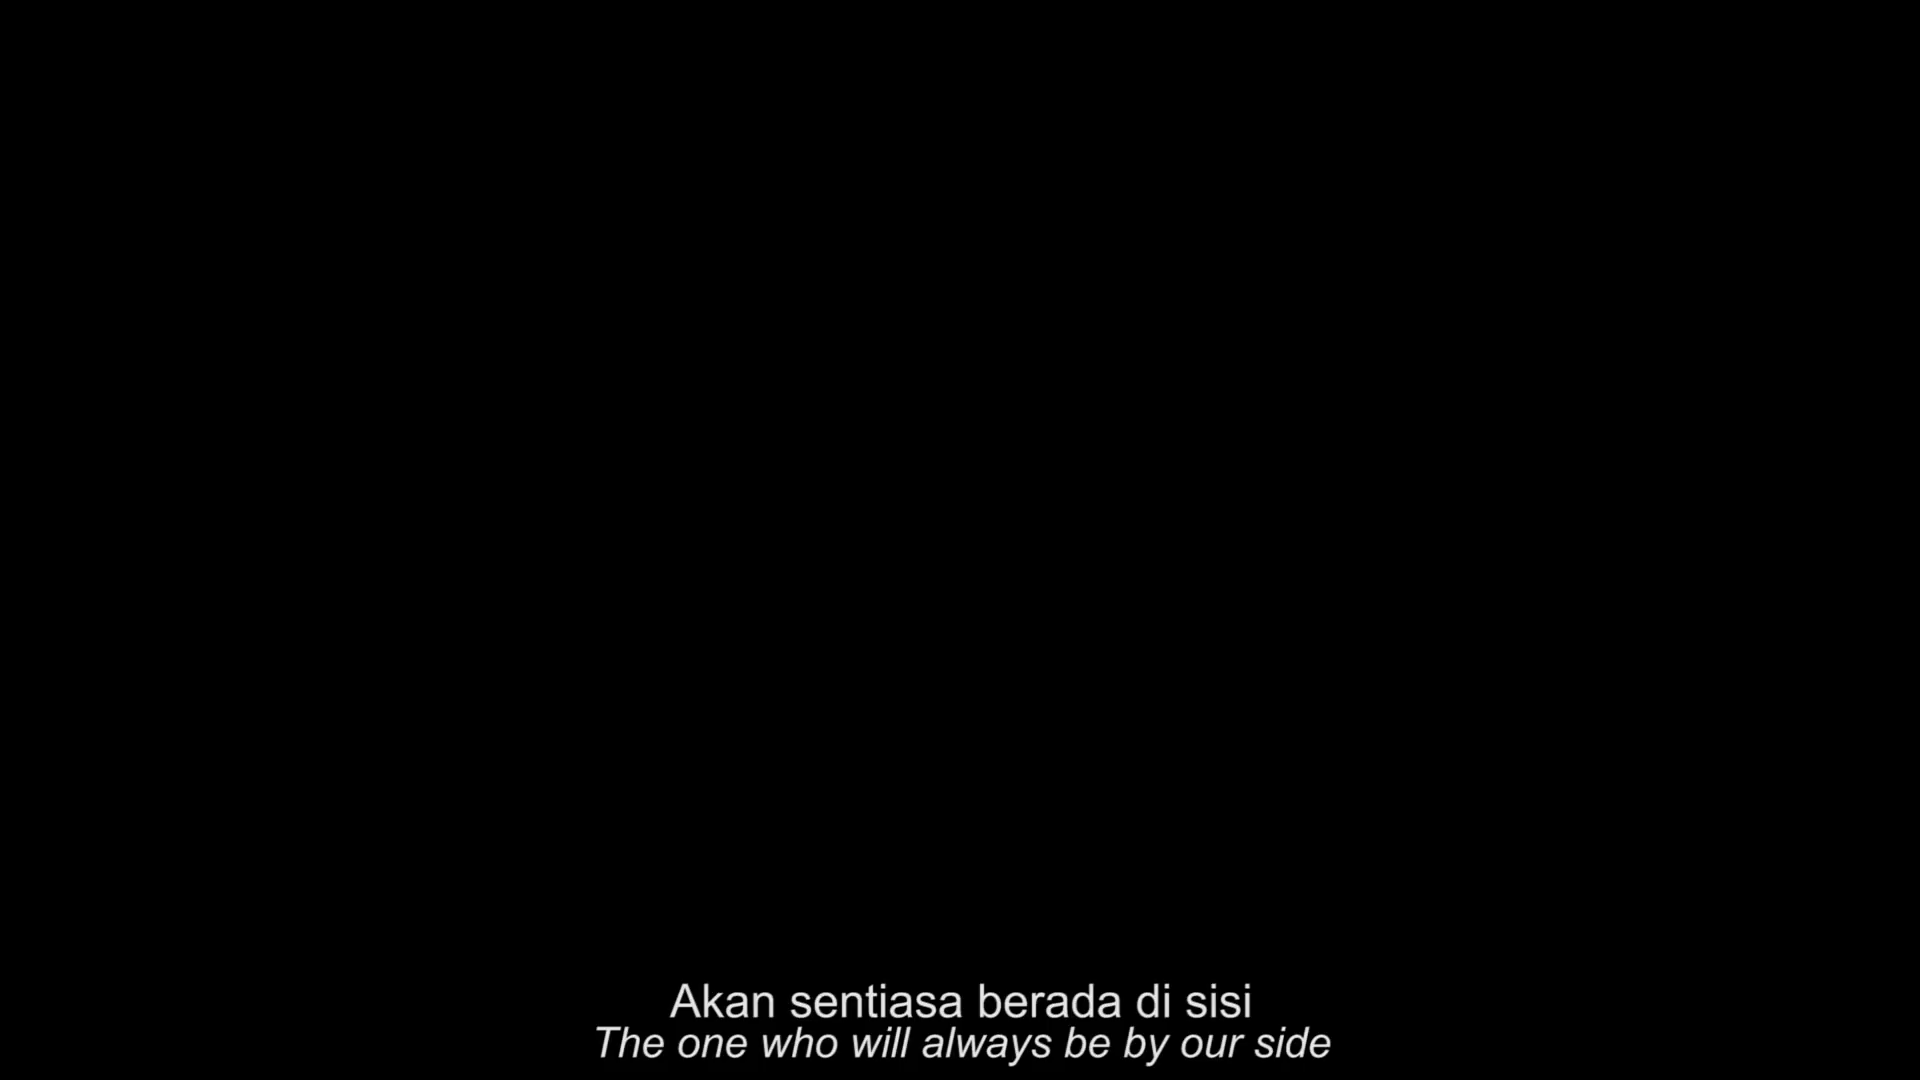 Akan sentiasa berada di sisi
The one who will always be by our side